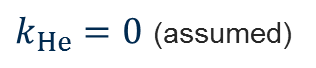 k_He = 0 (assumed)